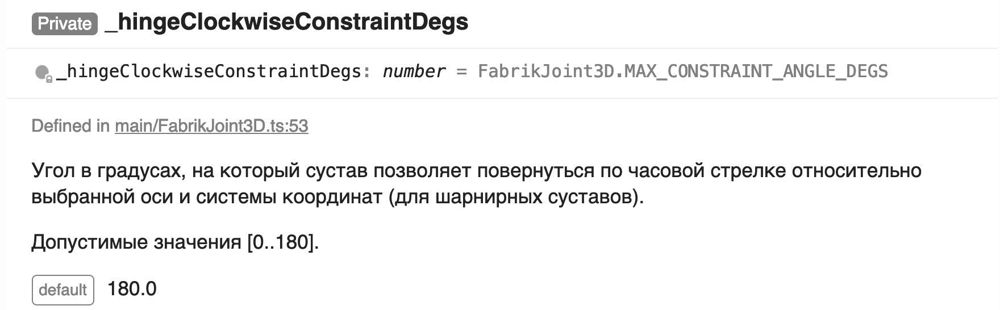 Private _hingeClockwiseConstraintDegs
_hingeClockwiseConstraintDegs: number = FabrikJoint3D.MAX_CONSTRAINT_ANGLE_DEGS
Defined in main/FabrikJoint3D.ts:53
Угол в градусах, на который сустав позволяет повернуться по часовой стрелке относительно
выбранной оси и системы координат (для шарнирных суставов).
Допустимые значения [0..180].
default 180.0